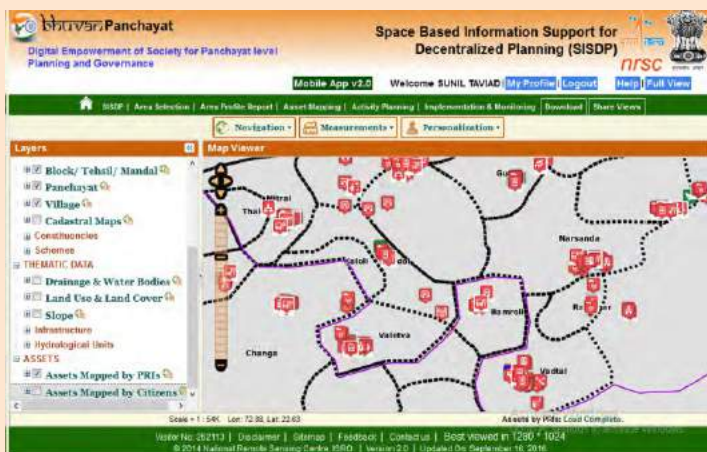 bhuvan Panchayat
Digital Empowerment of Society for Panchayat level
Planning and Governance
Space Based Information Support for
Decentralized Planning (SISDP)
nrsc
Mobile App v2.0 Welcome SUNIL TAVIAD | My Profile | Logout Help | Full View
SISDP | Area Selection | Area Profile Report | Asset Mapping | Activity Planning | Implementation & Monitoring Download Share Views
Navigation Measurements Personalization
Layers
Block/ Tehsil/ Mandal
Panchayat
Village
Cadastral Maps
Constituencies
Schemes
THEMATIC DATA
Drainage & Water Bodies
Land Use & Land Cover
Slope
Infrastructure
Hydrological Units
ASSETS
Assets Mapped by PRIs
Assets Mapped by Citizens
Map Viewer
Mitral
Narsanda
Bamroli
Valetva
Changa
Vadtal
Scale = 1 : 54K Lon: 72.88, Lat: 22.63 Assets by PRIs: Load Complete.
Visitor No: 262113 | Disclaimer | Sitemap | Feedback | Contact us | Best viewed in 1280 * 1024
© 2014 National Remote Sensing Centre, ISRO | Version 2.0 | Updated On: September 16, 2016